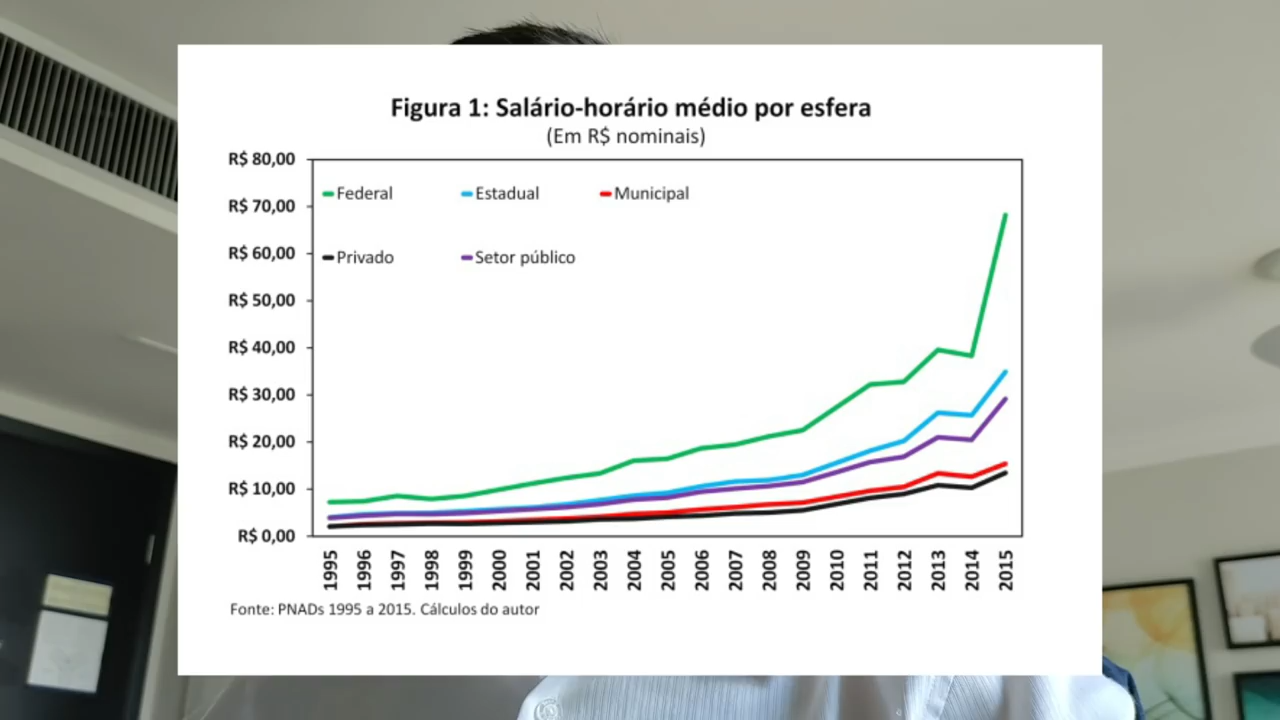 Figura 1: Salário-horário médio por esfera
(Em R$ nominais)
R$ 80,00
R$ 70,00
R$ 60,00
R$ 50,00
R$ 40,00
R$ 30,00
R$ 20,00
R$ 10,00
R$ 0,00
Federal Estadual Municipal
Privado Setor público
1995 1996 1997 1998 1999 2000 2001 2002 2003 2004 2005 2006 2007 2008 2009 2010 2011 2012 2013 2014 2015
Fonte: PNADs 1995 a 2015. Cálculos do autor